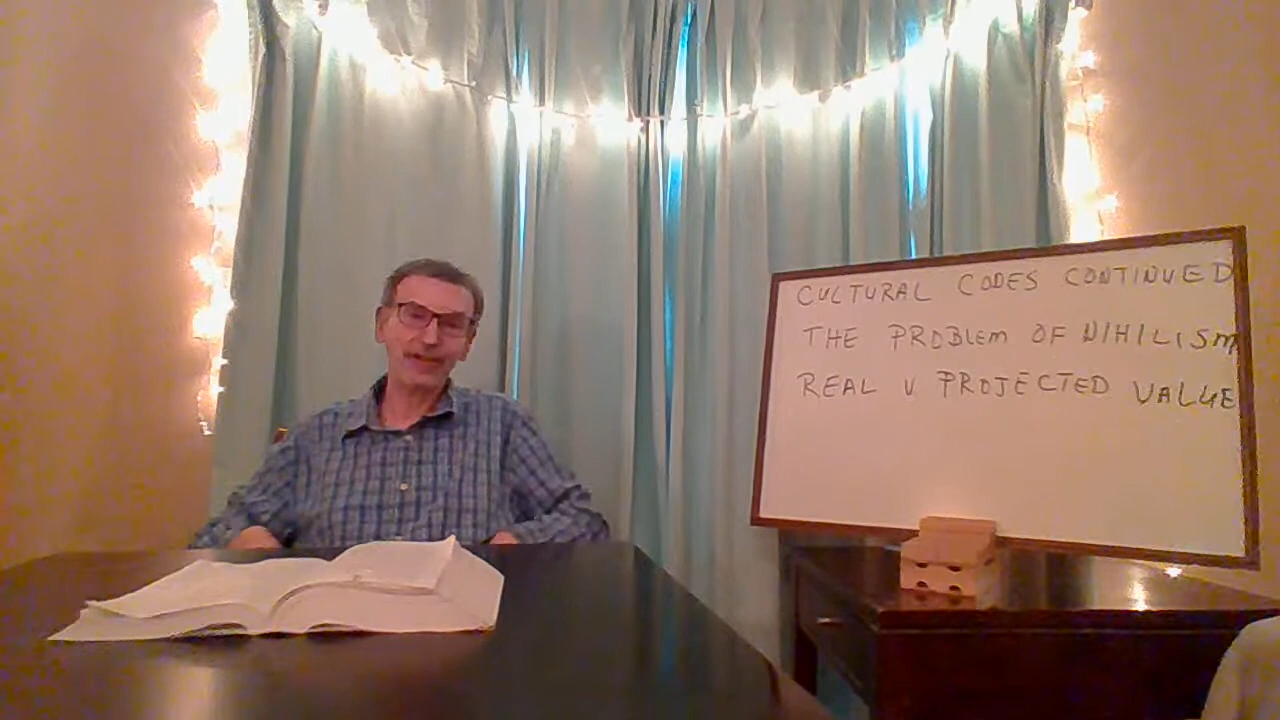 CULTURAL CODES CONTINUED
THE PROBLEM OF NIHILISM
REAL V PROJECTED VALUE